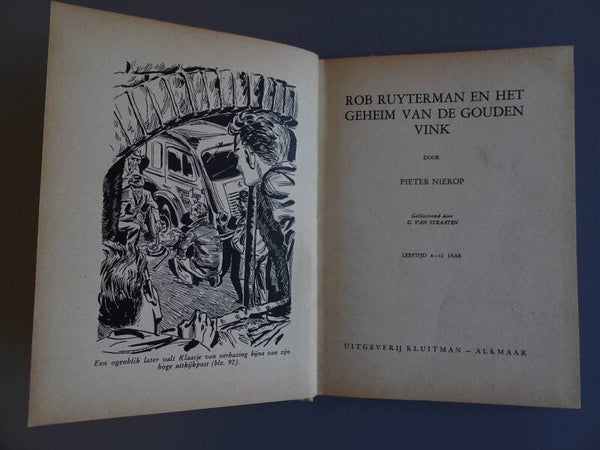 Een ogenblik later valt Klaasje van verbazing bijna van zijn
hoge uitkijkpost (blz. 92).
ROB RUYTERMAN EN HET
GEHEIM VAN DE GOUDEN
VINK
DOOR
PIETER NIEROP
Geïllustreerd door
G. VAN STRAATEN
LEEFTIJD 8—12 JAAR
UITGEVERIJ KLUITMAN — ALKMAAR